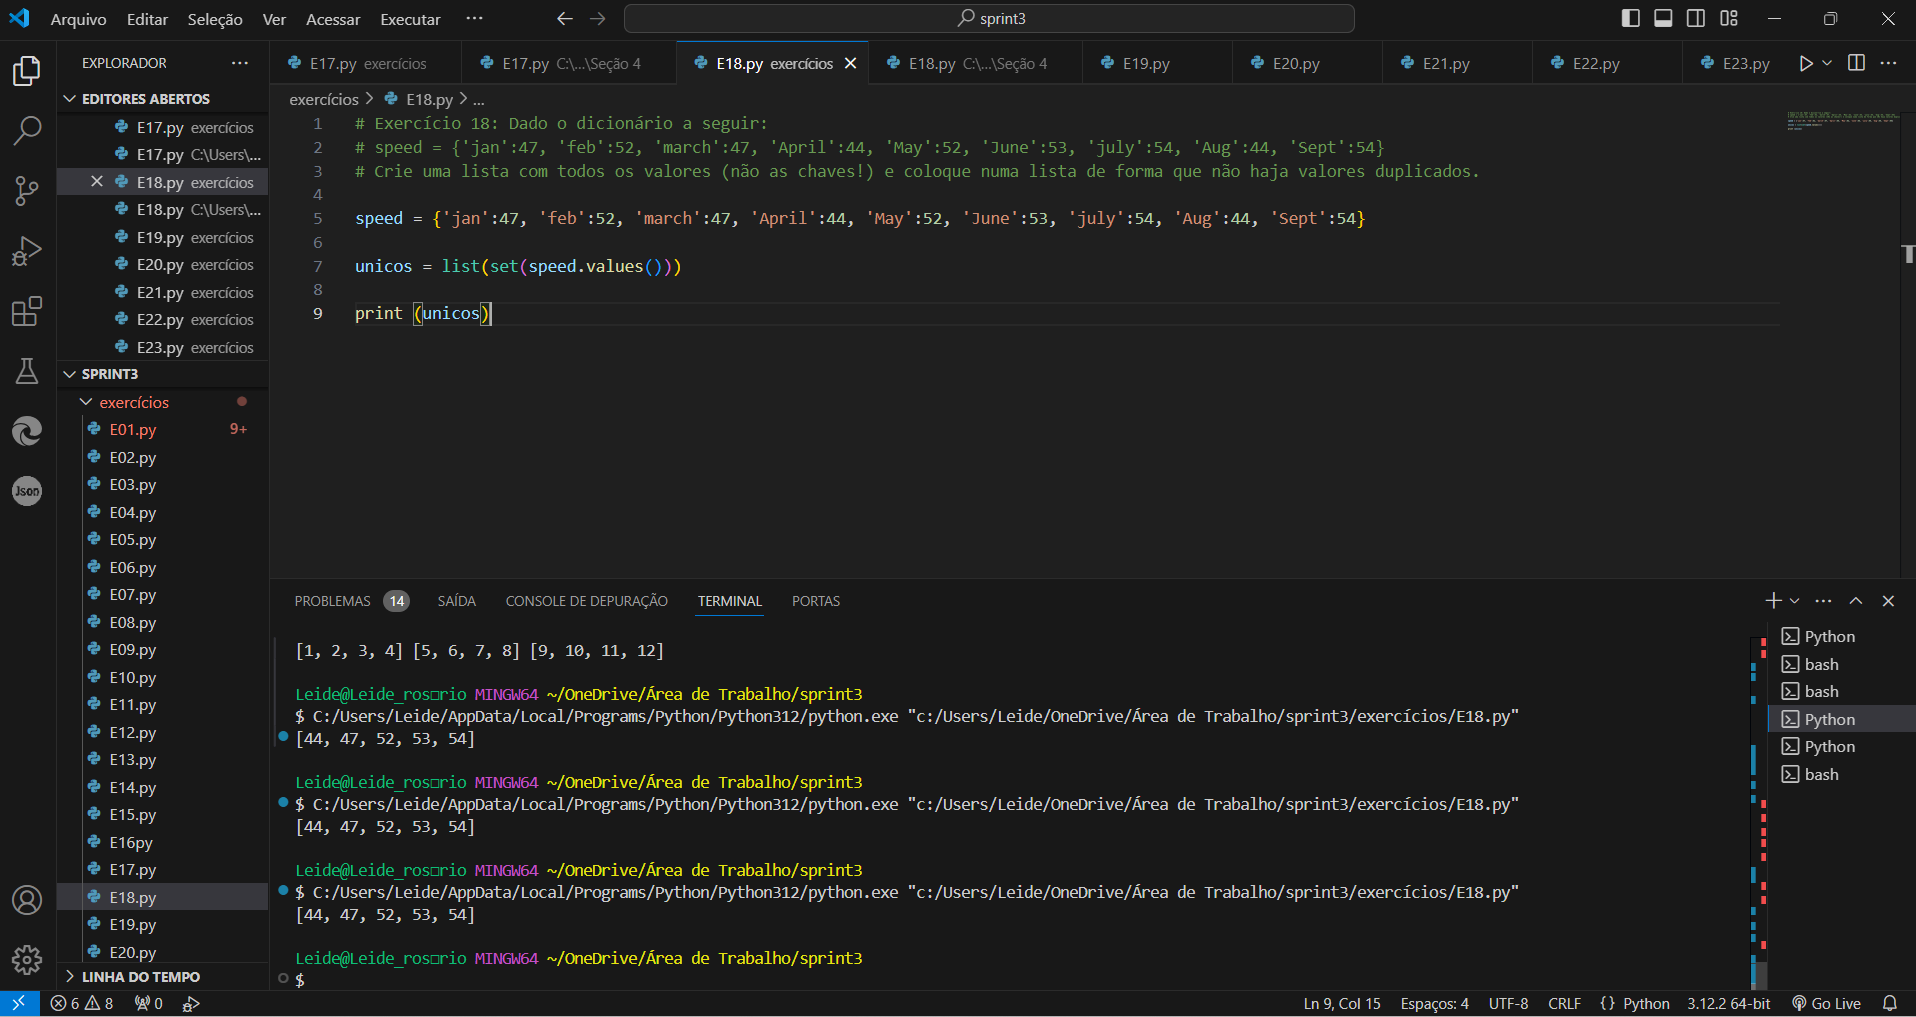 Arquivo Editar Seleção Ver Acessar Executar ··· sprint3
EXPLORADOR ···
E17.py exercícios E17.py C:\...\Seção 4 E18.py exercícios E18.py C:\...\Seção 4 E19.py E20.py E21.py E22.py E23.py
EDITORES ABERTOS
E17.py exercícios
E17.py C:\Users\...
E18.py exercícios
E18.py C:\Users\...
E19.py exercícios
E20.py exercícios
E21.py exercícios
E22.py exercícios
E23.py exercícios
SPRINT3
exercícios
E01.py 9+
E02.py
E03.py
E04.py
E05.py
E06.py
E07.py
E08.py
E09.py
E10.py
E11.py
E12.py
E13.py
E14.py
E15.py
E16py
E17.py
E18.py
E19.py
E20.py
LINHA DO TEMPO
Json
exercícios > E18.py > ...
1 # Exercício 18: Dado o dicionário a seguir:
2 # speed = {'jan':47, 'feb':52, 'march':47, 'April':44, 'May':52, 'June':53, 'july':54, 'Aug':44, 'Sept':54}
3 # Crie uma lista com todos os valores (não as chaves!) e coloque numa lista de forma que não haja valores duplicados.
4
5 speed = {'jan':47, 'feb':52, 'march':47, 'April':44, 'May':52, 'June':53, 'july':54, 'Aug':44, 'Sept':54}
6
7 unicos = list(set(speed.values()))
8
9 print (unicos)
PROBLEMAS 14 SAÍDA CONSOLE DE DEPURAÇÃO TERMINAL PORTAS
[1, 2, 3, 4] [5, 6, 7, 8] [9, 10, 11, 12]
Leide@Leide_ros□rio MINGW64 ~/OneDrive/Área de Trabalho/sprint3
$ C:/Users/Leide/AppData/Local/Programs/Python/Python312/python.exe "c:/Users/Leide/OneDrive/Área de Trabalho/sprint3/exercícios/E18.py"
[44, 47, 52, 53, 54]
Leide@Leide_ros□rio MINGW64 ~/OneDrive/Área de Trabalho/sprint3
$ C:/Users/Leide/AppData/Local/Programs/Python/Python312/python.exe "c:/Users/Leide/OneDrive/Área de Trabalho/sprint3/exercícios/E18.py"
[44, 47, 52, 53, 54]
Leide@Leide_ros□rio MINGW64 ~/OneDrive/Área de Trabalho/sprint3
$ C:/Users/Leide/AppData/Local/Programs/Python/Python312/python.exe "c:/Users/Leide/OneDrive/Área de Trabalho/sprint3/exercícios/E18.py"
[44, 47, 52, 53, 54]
Leide@Leide_ros□rio MINGW64 ~/OneDrive/Área de Trabalho/sprint3
$
Python
bash
bash
Python
Python
bash
6 8 0 Ln 9, Col 15 Espaços: 4 UTF-8 CRLF {} Python 3.12.2 64-bit Go Live